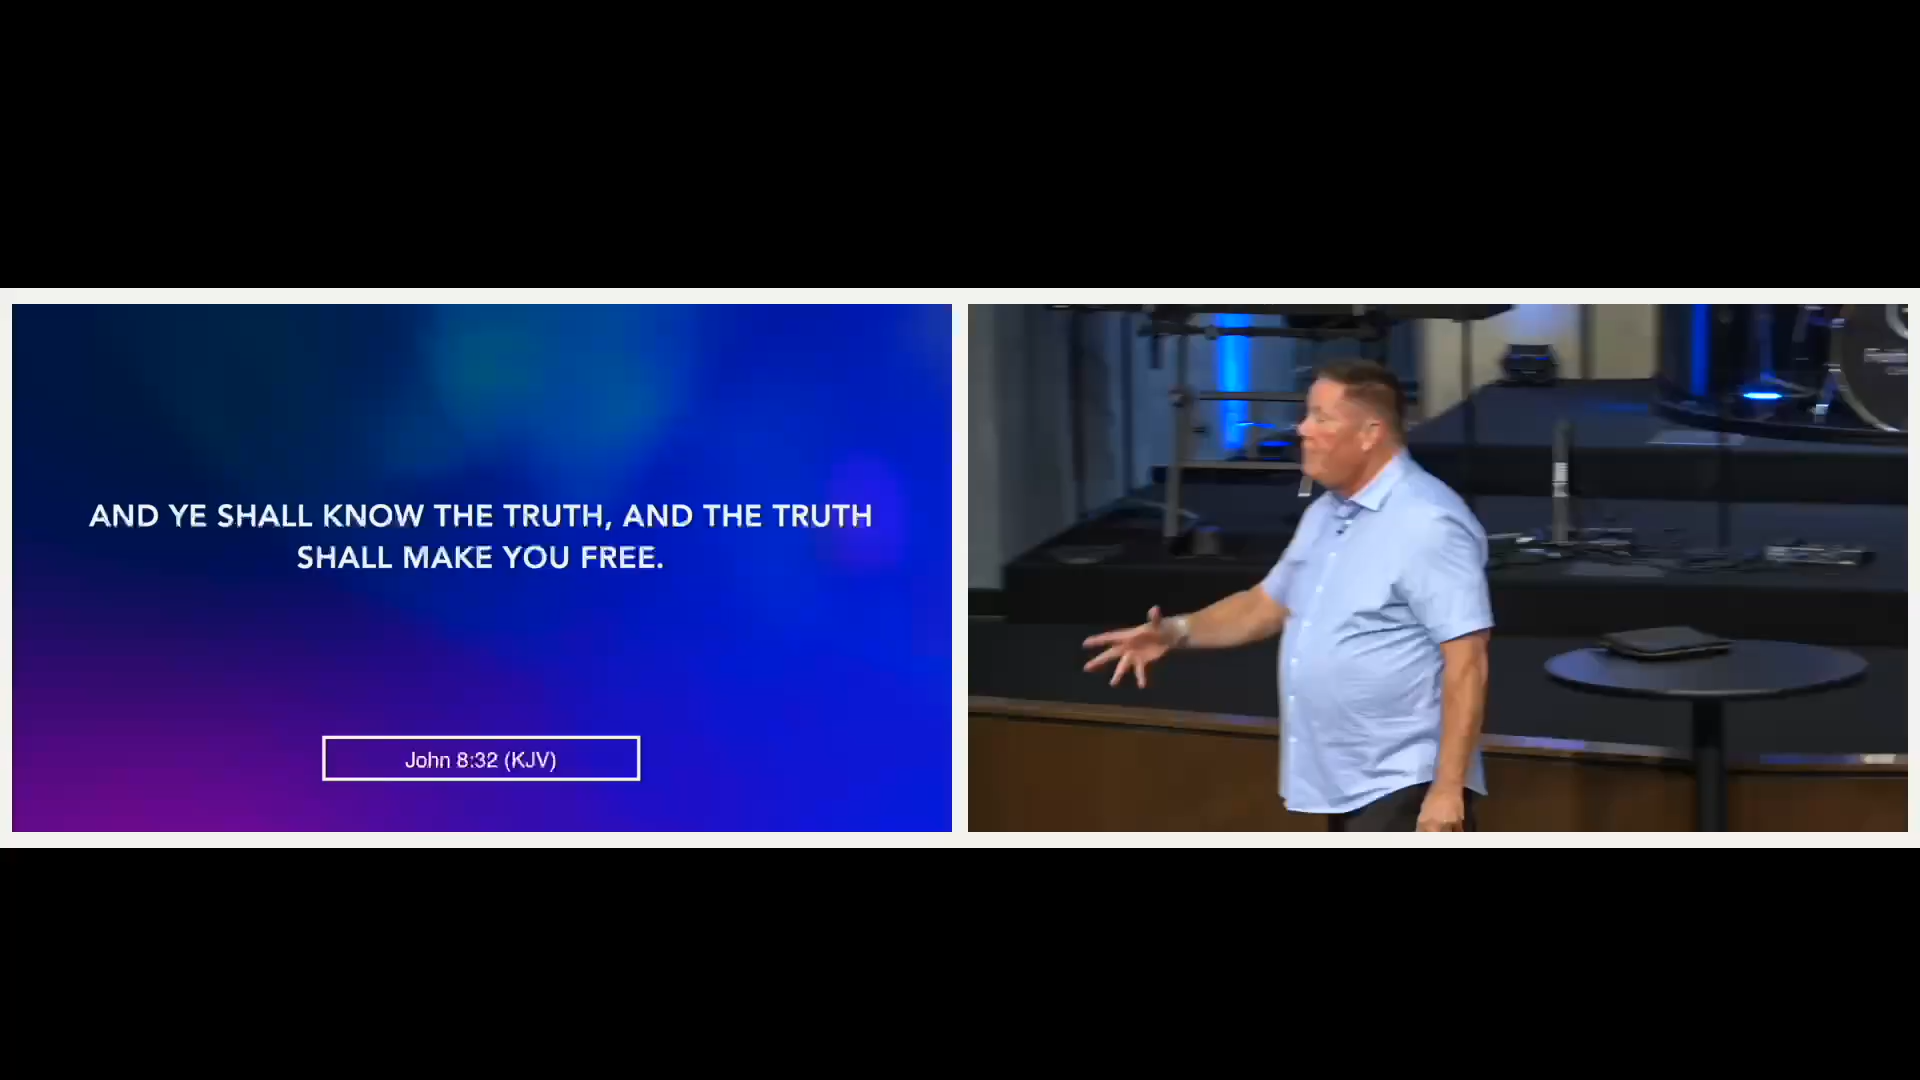 AND YE SHALL KNOW THE TRUTH, AND THE TRUTH
SHALL MAKE YOU FREE.
John 8:32 (KJV)